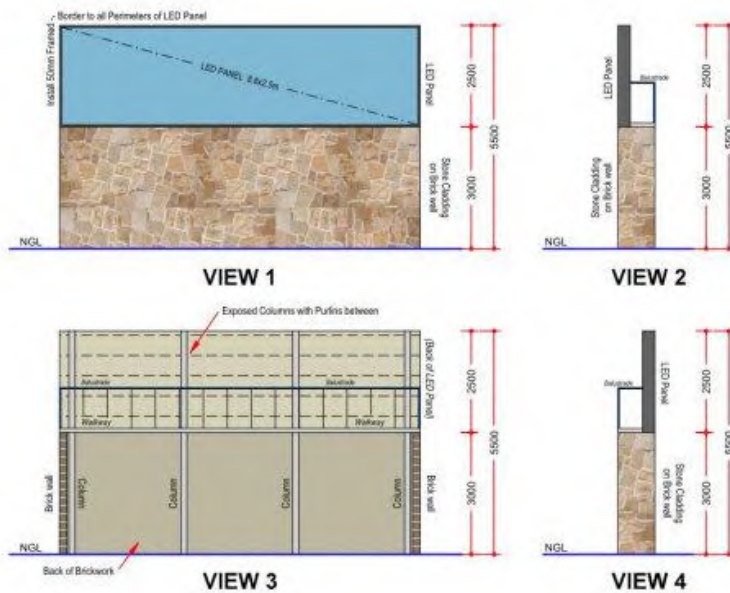 Border to all Perimeters of LED Panel
Install 50mm Framed -
LED PANEL 8.8x2.5m
LED Panel
Stone Cladding
on Brick wall
2500
3000
5500
NGL
VIEW 1
LED Panel
Balustrade
Stone Cladding
on Brick wall
2500
3000
5500
NGL
VIEW 2
Exposed Columns with Purlins between
Balustrade
Balustrade
Walkway
Walkway
(Back of LED Panel)
Brick wall
Column
Column
Column
Column
Brick wall
2500
3000
5500
NGL
Back of Brickwork
VIEW 3
Balustrade
LED Panel
Stone Cladding
on Brick wall
2500
3000
5500
NGL
VIEW 4